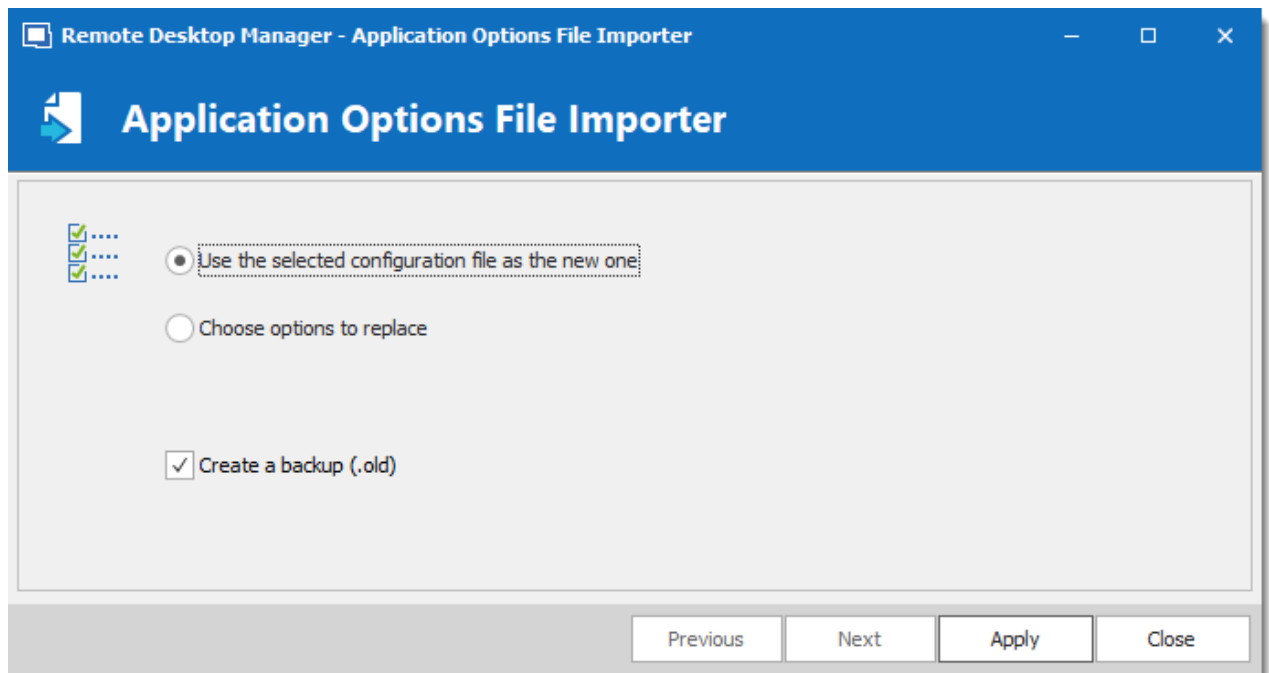 Remote Desktop Manager - Application Options File Importer
Application Options File Importer
Use the selected configuration file as the new one
Choose options to replace
Create a backup (.old)
Previous Next Apply Close